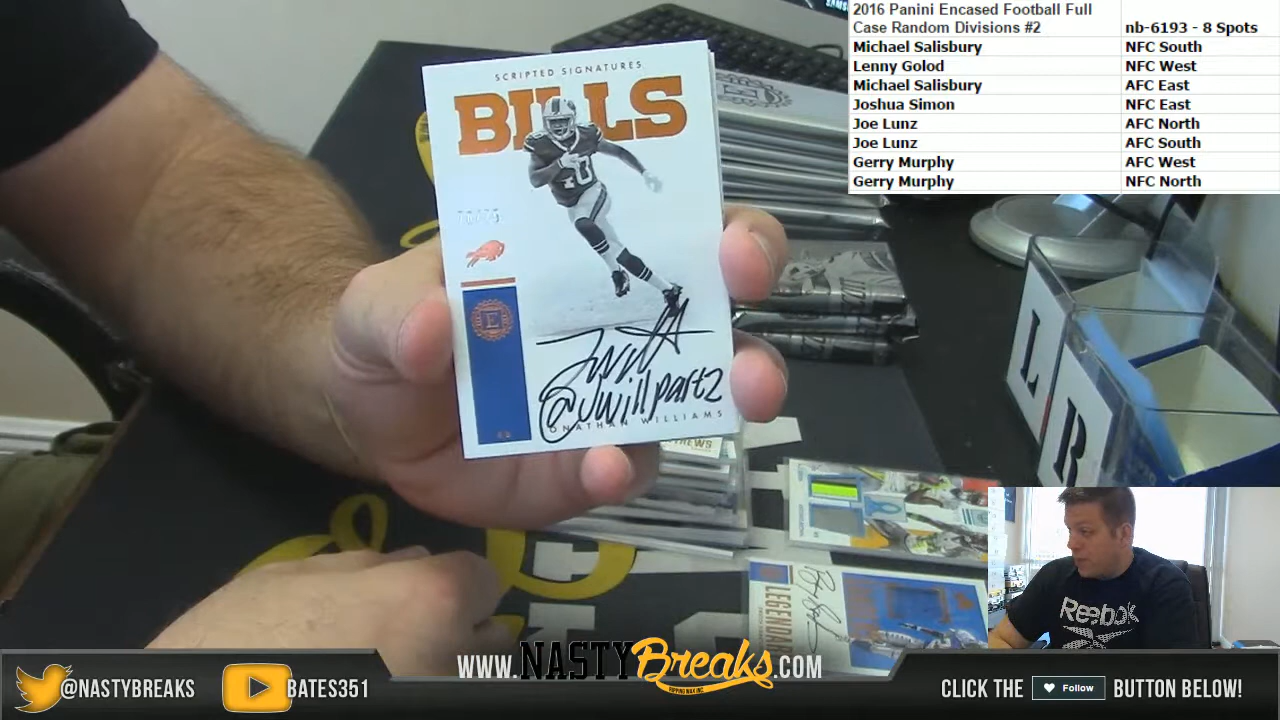 2016 Panini Encased Football Full
Case Random Divisions #2 nb-6193 - 8 Spots
Michael Salisbury NFC South
Lenny Golod NFC West
Michael Salisbury AFC East
Joshua Simon NFC East
Joe Lunz AFC North
Joe Lunz AFC South
Gerry Murphy AFC West
Gerry Murphy NFC North
SCRIPTED SIGNATURES
BILLS
E
@jwillpart2
JONATHAN WILLIAMS
L
R
LEGENDARY
Reebok
WWW.NASTYBreaks.COM
RIPPING WAX INC.
@NASTYBREAKS
BATES351
CLICK THE Follow BUTTON BELOW!